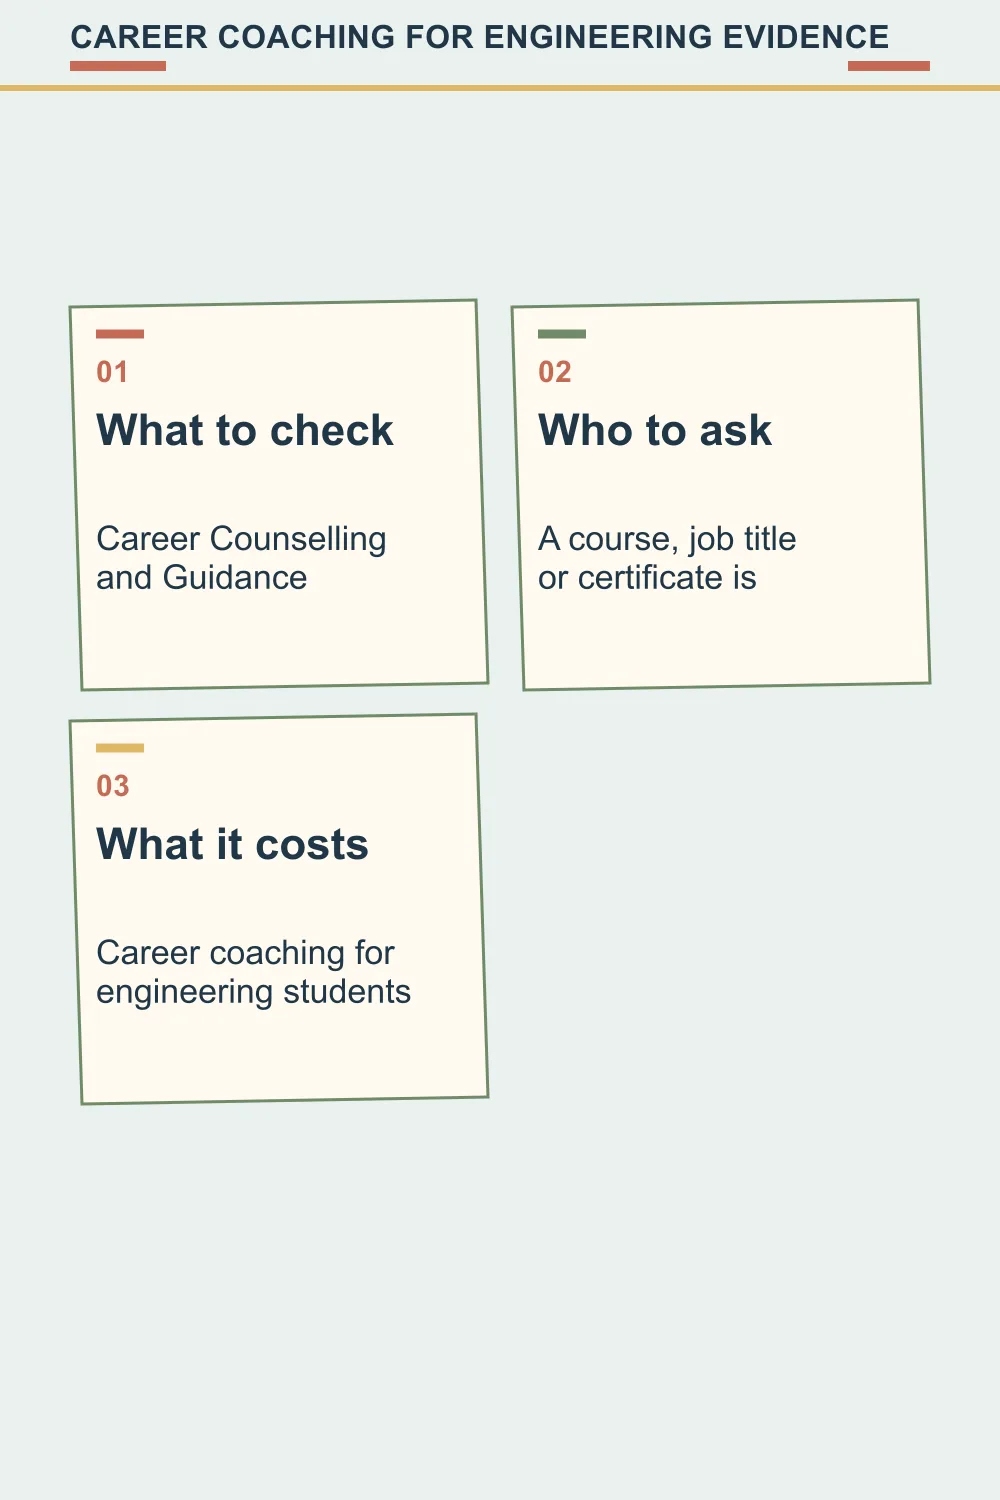 CAREER COACHING FOR ENGINEERING EVIDENCE
01
What to check
Career Counselling
and Guidance
02
Who to ask
A course, job title
or certificate is
03
What it costs
Career coaching for
engineering students